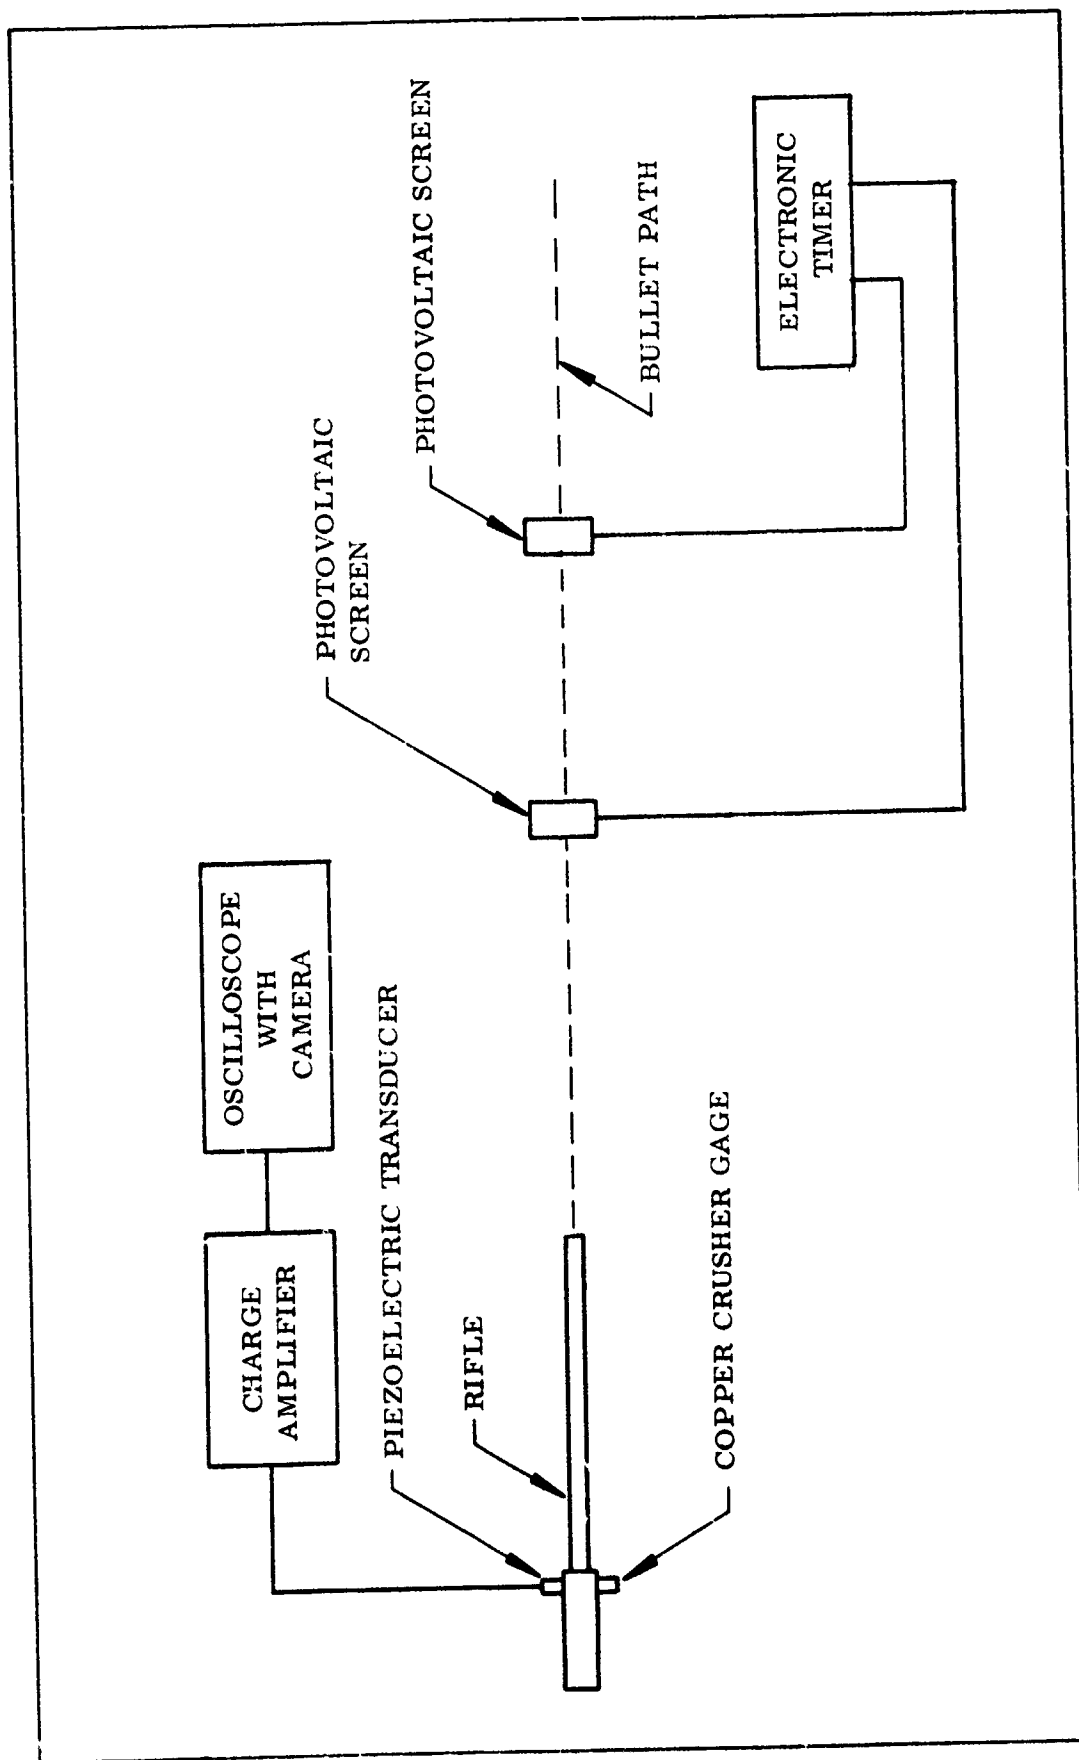 OSCILLOSCOPE
WITH
CAMERA
CHARGE
AMPLIFIER
PHOTOVOLTAIC
SCREEN
PHOTOVOLTAIC SCREEN
PIEZOELECTRIC TRANSDUCER
RIFLE
BULLET PATH
COPPER CRUSHER GAGE
ELECTRONIC
TIMER